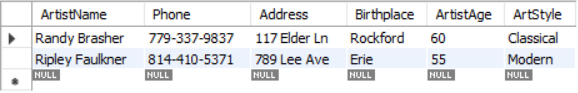 ArtistName Phone Address Birthplace ArtistAge ArtStyle
Randy Brasher 779-337-9837 117 Elder Ln Rockford 60 Classical
Ripley Faulkner 814-410-5371 789 Lee Ave Erie 55 Modern
NULL NULL NULL NULL NULL NULL